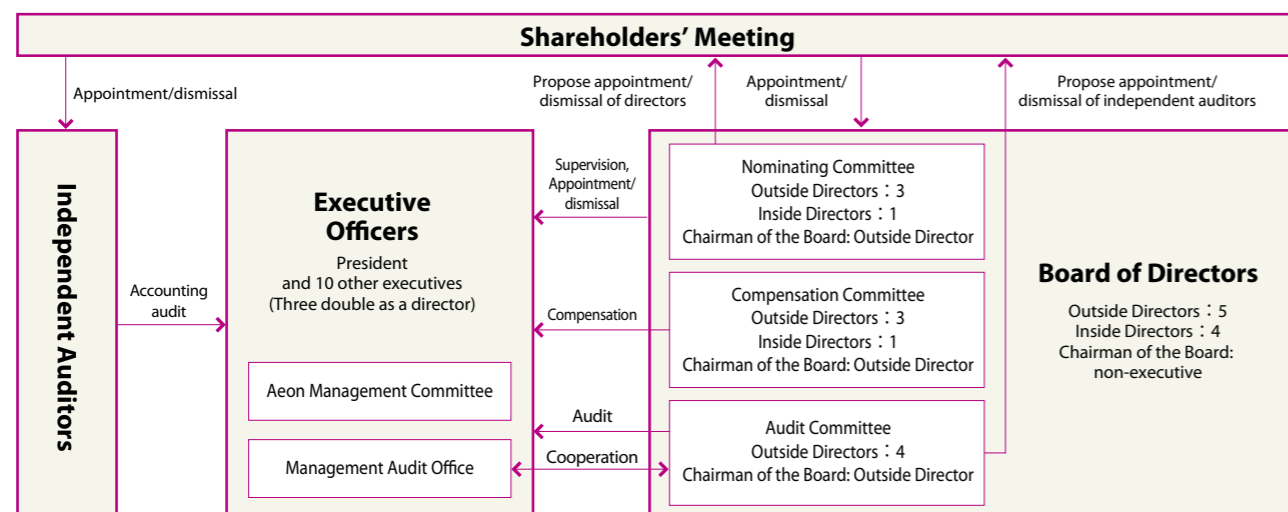 Shareholders’ Meeting
Appointment/dismissal
Propose appointment/
dismissal of directors
Appointment/
dismissal
Propose appointment/
dismissal of independent auditors
Independent Auditors
Accounting
audit
Executive
Officers
President
and 10 other executives
(Three double as a director)
Aeon Management Committee
Management Audit Office
Supervision,
Appointment/
dismissal
Compensation
Audit
Cooperation
Nominating Committee
Outside Directors：3
Inside Directors：1
Chairman of the Board: Outside Director
Compensation Committee
Outside Directors：3
Inside Directors：1
Chairman of the Board: Outside Director
Audit Committee
Outside Directors：4
Chairman of the Board: Outside Director
Board of Directors
Outside Directors：5
Inside Directors：4
Chairman of the Board:
non-executive